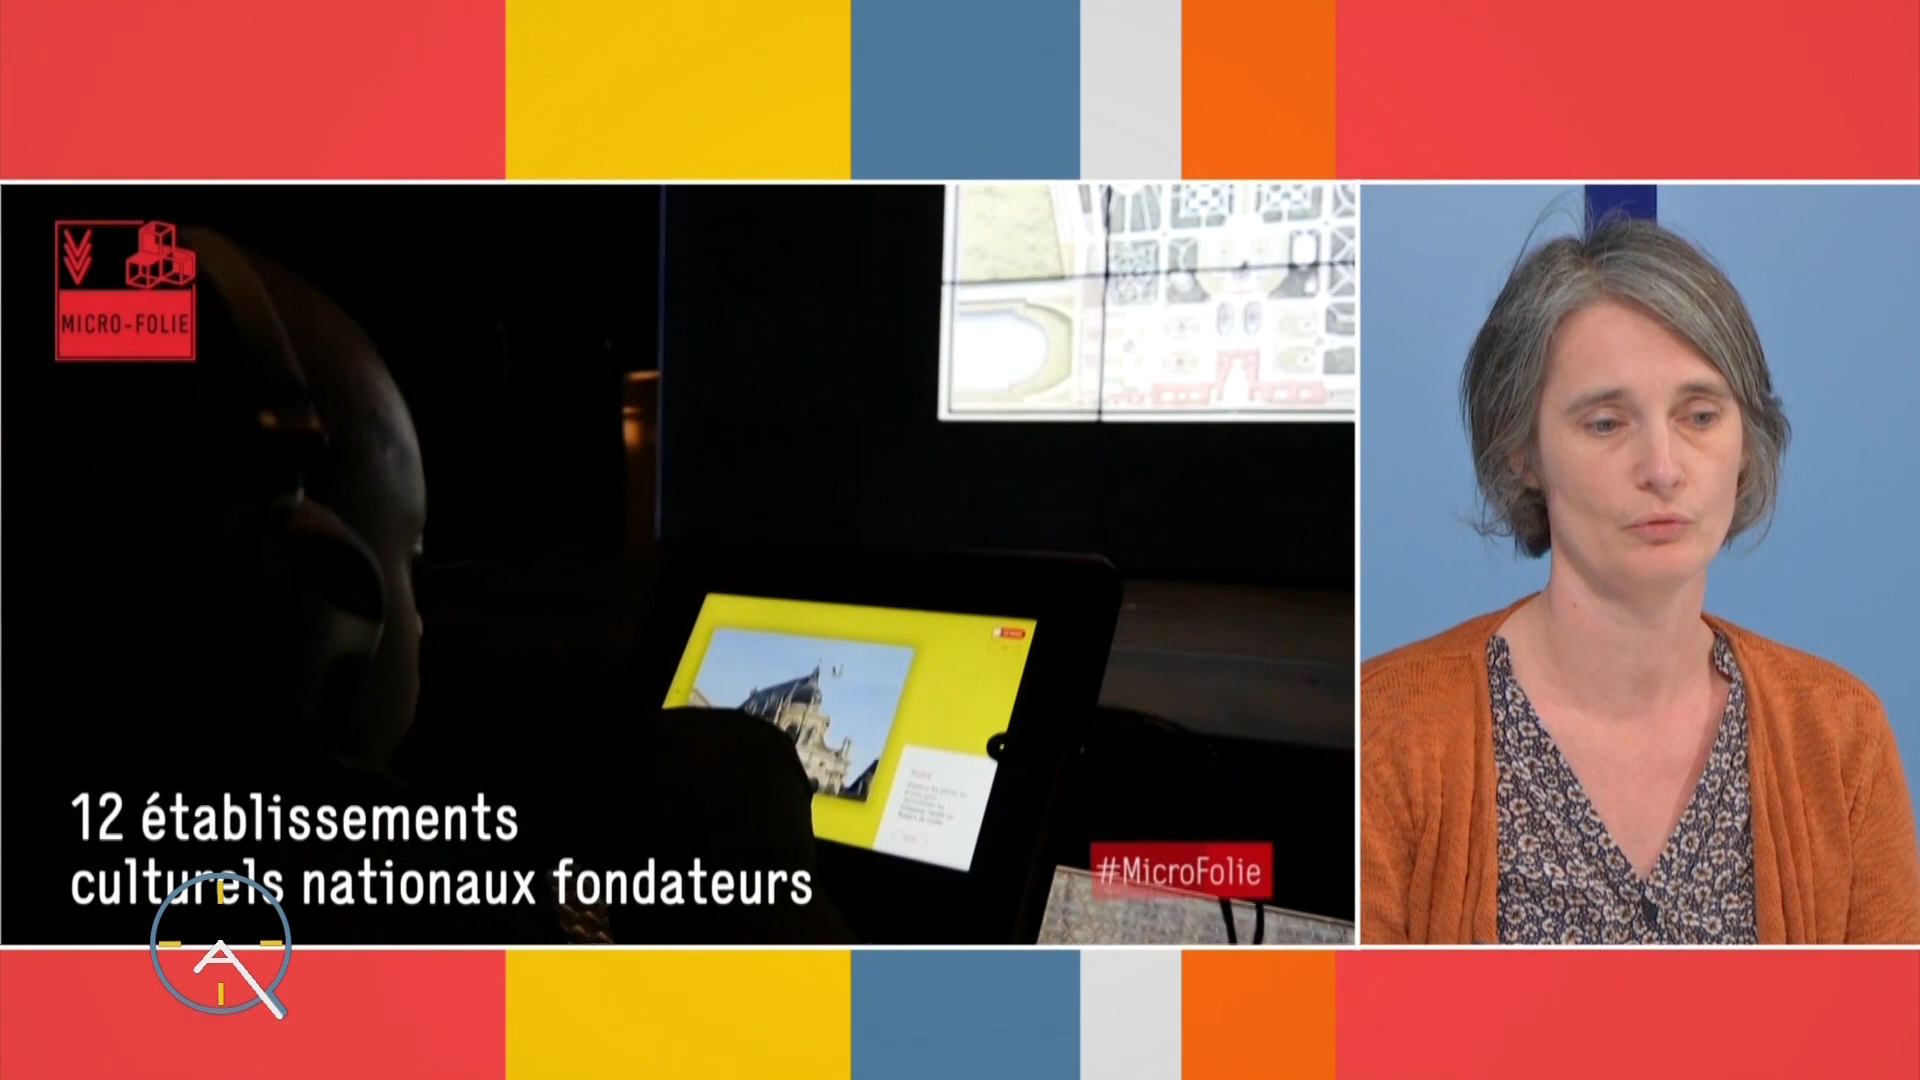 MICRO-FOLIE
12 établissements
culturels nationaux fondateurs
#MicroFolie